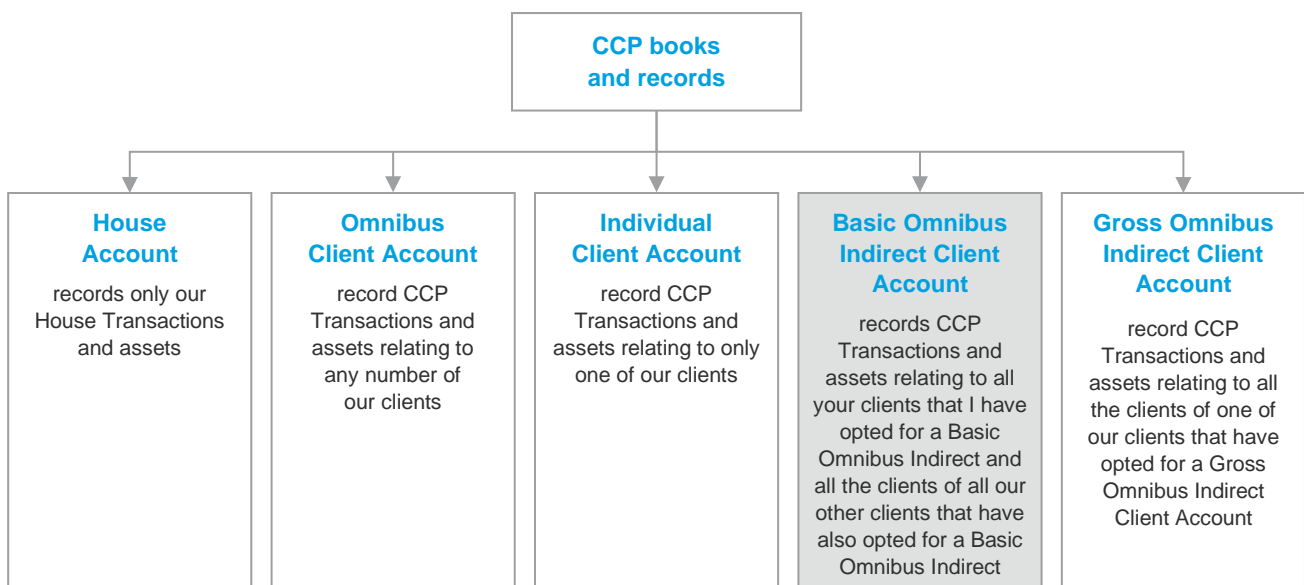 CCP books
and records
House
Account
records only our
House Transactions
and assets
Omnibus
Client Account
record CCP
Transactions and
assets relating to
any number of
our clients
Individual
Client Account
record CCP
Transactions and
assets relating to only
one of our clients
Basic Omnibus
Indirect Client
Account
records CCP
Transactions and
assets relating to all
your clients that I have
opted for a Basic
Omnibus Indirect and
all the clients of all our
other clients that have
also opted for a Basic
Omnibus Indirect
Gross Omnibus
Indirect Client
Account
record CCP
Transactions and
assets relating to all
the clients of one of
our clients that have
opted for a Gross
Omnibus Indirect
Client Account